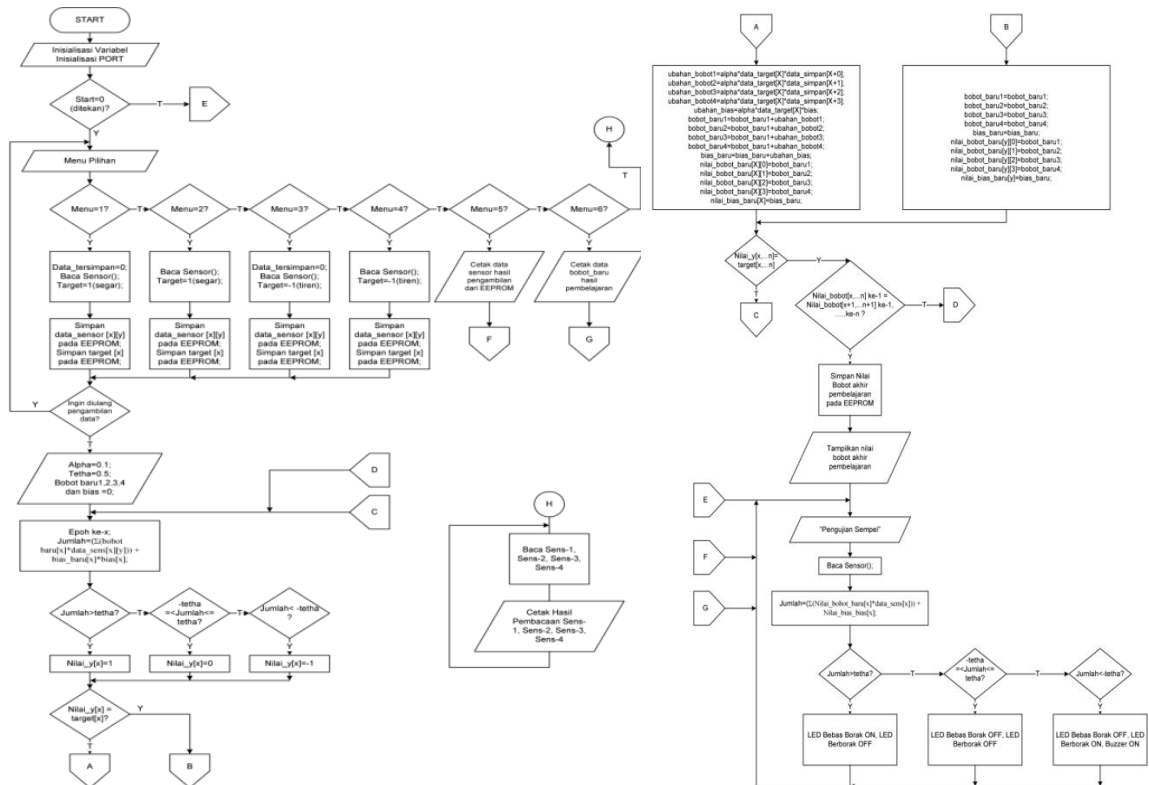 START
Inisialisasi Variabel
Inisialisasi PORT
Start=0
(ditekan)?
T
E
Y
Menu Pilihan
Menu=1?
T
Menu=2?
T
Menu=3?
T
Menu=4?
T
Menu=5?
T
Menu=6?
T
H
Y
Y
Y
Y
Y
Y
Data_tersimpan=0;
Baca Sensor();
Target=1(segar);
Baca Sensor();
Target=1(segar);
Data_tersimpan=0;
Baca Sensor();
Target=-1(tiren);
Baca Sensor();
Target=-1(tiren);
Cetak data
sensor hasil
pengambilan
dari EEPROM
Cetak data
bobot_baru
hasil
pembelajaran
Simpan
data_sensor [x][y]
pada EEPROM;
Simpan target [x]
pada EEPROM;
Simpan
data_sensor [x][y]
pada EEPROM;
Simpan target [x]
pada EEPROM;
Simpan
data_sensor [x][y]
pada EEPROM;
Simpan target [x]
pada EEPROM;
Simpan
data_sensor [x][y]
pada EEPROM;
Simpan target [x]
pada EEPROM;
F
G
Y
Ingin diulang
pengambilan
data?
T
Alpha=0.1;
Tetha=0.5;
Bobot baru1,2,3,4
dan bias =0;
D
C
Epoh ke-x;
Jumlah=(Σ(bobot
baru[x]*data_sens[x][y])) +
bias_baru[x]*bias[x];
Jumlah>tetha?
T
-tetha
=<Jumlah<=
tetha?
T
Jumlah< -tetha
?
Y
Y
Y
Nilai_y[x]=1
Nilai_y[x]=0
Nilai_y[x]=-1
Nilai_y[x] =
target[x]?
Y
T
A
B
H
Baca Sens-1,
Sens-2, Sens-3,
Sens-4
Cetak Hasil
Pembacaan Sens-
1, Sens-2, Sens-3,
Sens-4
A
B
ubahan_bobot1=alpha*data_target[X]*data_simpan[X+0];
ubahan_bobot2=alpha*data_target[X]*data_simpan[X+1];
ubahan_bobot3=alpha*data_target[X]*data_simpan[X+2];
ubahan_bobot4=alpha*data_target[X]*data_simpan[X+3];
ubahan_bias=alpha*data_target[X]*bias;
bobot_baru1=bobot_baru1+ubahan_bobot1;
bobot_baru2=bobot_baru1+ubahan_bobot2;
bobot_baru3=bobot_baru1+ubahan_bobot3;
bobot_baru4=bobot_baru1+ubahan_bobot4;
bias_baru=bias_baru+ubahan_bias;
nilai_bobot_baru[X][0]=bobot_baru1;
nilai_bobot_baru[X][1]=bobot_baru2;
nilai_bobot_baru[X][2]=bobot_baru3;
nilai_bobot_baru[X][3]=bobot_baru4;
nilai_bias_baru[X]=bias_baru;
bobot_baru1=bobot_baru1;
bobot_baru2=bobot_baru2;
bobot_baru3=bobot_baru3;
bobot_baru4=bobot_baru4;
bias_baru=bias_baru;
nilai_bobot_baru[y][0]=bobot_baru1;
nilai_bobot_baru[y][1]=bobot_baru2;
nilai_bobot_baru[y][2]=bobot_baru3;
nilai_bobot_baru[y][3]=bobot_baru4;
nilai_bias_baru[y]=bias_baru;
Nilai_y[x,...n]=
target[x,...n]
Y
T
C
Nilai_bobot[x,...n] ke-1 =
Nilai_bobot[x+1,...n+1] ke-1,
.....ke-n ?
T
D
Y
Simpan Nilai
Bobot akhir
pembelajaran
pada EEPROM
Tampilkan nilai
bobot akhir
pembelajaran
E
F
G
"Pengujian Sempel"
Baca Sensor();
Jumlah=(Σ(Nilai_bobot_baru[x]*data_sens[x])) +
Nilai_bias_bias[x];
Jumlah>tetha?
T
-tetha
=<Jumlah<=
tetha?
T
Jumlah<-tetha?
Y
Y
Y
LED Bebas Borak ON, LED
Berborak OFF
LED Bebas Borak OFF, LED
Berborak OFF
LED Bebas Borak OFF, LED
Berborak ON, Buzzer ON